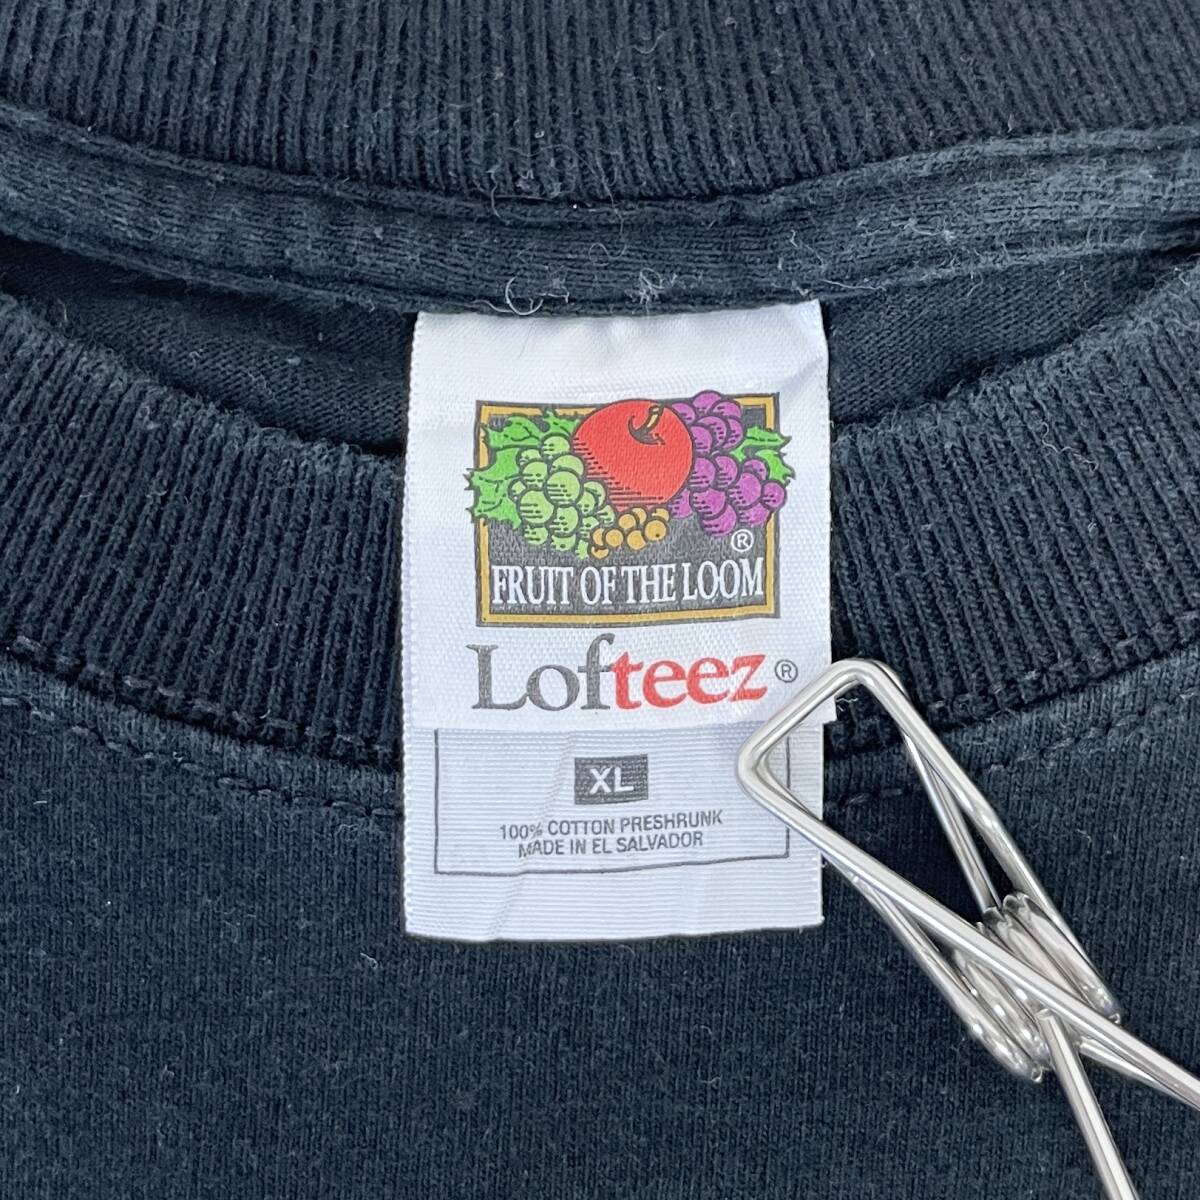 ®
FRUIT OF THE LOOM
Lofteez®
XL
100% COTTON PRESHRUNK
MADE IN EL SALVADOR